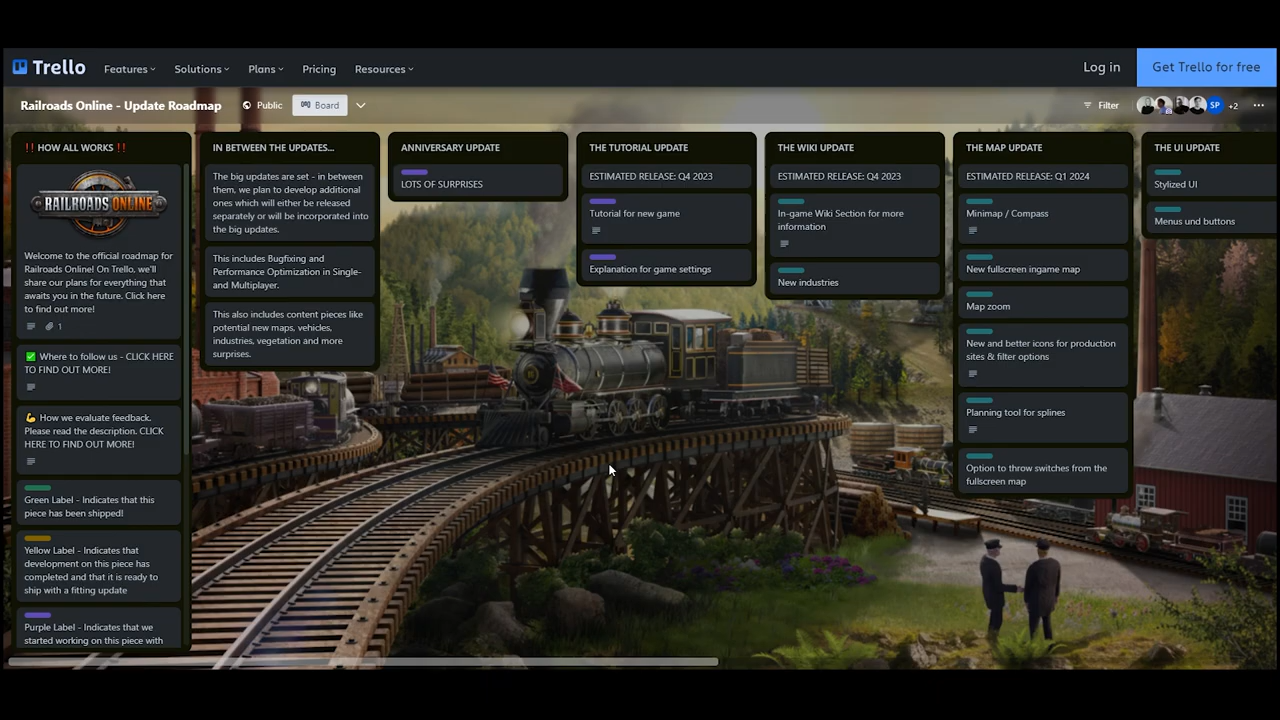 Trello
Features
Solutions
Plans
Pricing
Resources
Log in
Get Trello for free
Railroads Online - Update Roadmap
Public
Board
Filter
SP
+2
‼ HOW ALL WORKS ‼
RAILROADS ONLINE
Welcome to the official roadmap for
Railroads Online! On Trello, we'll
share our plans for everything that
awaits you in the future. Click here
to find out more!
1
✅ Where to follow us - CLICK HERE
TO FIND OUT MORE!
💪 How we evaluate feedback.
Please read the description. CLICK
HERE TO FIND OUT MORE!
Green Label - Indicates that this
piece has been shipped!
Yellow Label - Indicates that
development on this piece has
completed and that it is ready to
ship with a fitting update
Purple Label - Indicates that we
started working on this piece with
IN BETWEEN THE UPDATES...
The big updates are set - in between
them, we plan to develop additional
ones which will either be released
separately or will be incorporated into
the big updates.
This includes Bugfixing and
Performance Optimization in Single-
and Multiplayer.
This also includes content pieces like
potential new maps, vehicles,
industries, vegetation and more
surprises.
ANNIVERSARY UPDATE
LOTS OF SURPRISES
THE TUTORIAL UPDATE
ESTIMATED RELEASE: Q4 2023
Tutorial for new game
Explanation for game settings
THE WIKI UPDATE
ESTIMATED RELEASE: Q4 2023
In-game Wiki Section for more
information
New industries
THE MAP UPDATE
ESTIMATED RELEASE: Q1 2024
Minimap / Compass
New fullscreen ingame map
Map zoom
New and better icons for production
sites & filter options
Planning tool for splines
Option to throw switches from the
fullscreen map
THE UI UPDATE
Stylized UI
Menus und buttons